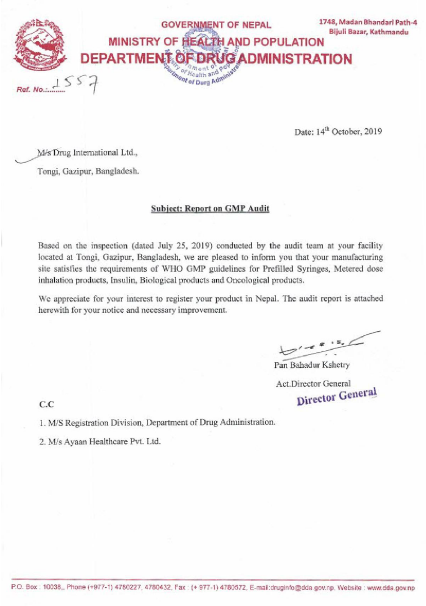 GOVERNMENT OF NEPAL
MINISTRY OF HEALTH AND POPULATION
DEPARTMENT OF DRUG ADMINISTRATION
1748, Madan Bhandari Path-4
Bijuli Bazar, Kathmandu
Ref. No.:......... 1557
Date: 14th October, 2019
M/s Drug International Ltd.,
Tongi, Gazipur, Bangladesh.
Subject: Report on GMP Audit
Based on the inspection (dated July 25, 2019) conducted by the audit team at your facility
located at Tongi, Gazipur, Bangladesh, we are pleased to inform you that your manufacturing
site satisfies the requirements of WHO GMP guidelines for Prefilled Syringes, Metered dose
inhalation products, Insulin, Biological products and Oncological products.
We appreciate for your interest to register your product in Nepal. The audit report is attached
herewith for your notice and necessary improvement.
Pan Bahadur Kshetry
Act.Director General
Director General
C.C
1. M/S Registration Division, Department of Drug Administration.
2. M/s Ayaan Healthcare Pvt. Ltd.
P.O. Box : 10038,, Phone (+977-1) 4780227, 4780432, Fax : (+ 977-1) 4780572, E-mail:druginfo@dda.gov.np, Website : www.dda.gov.np